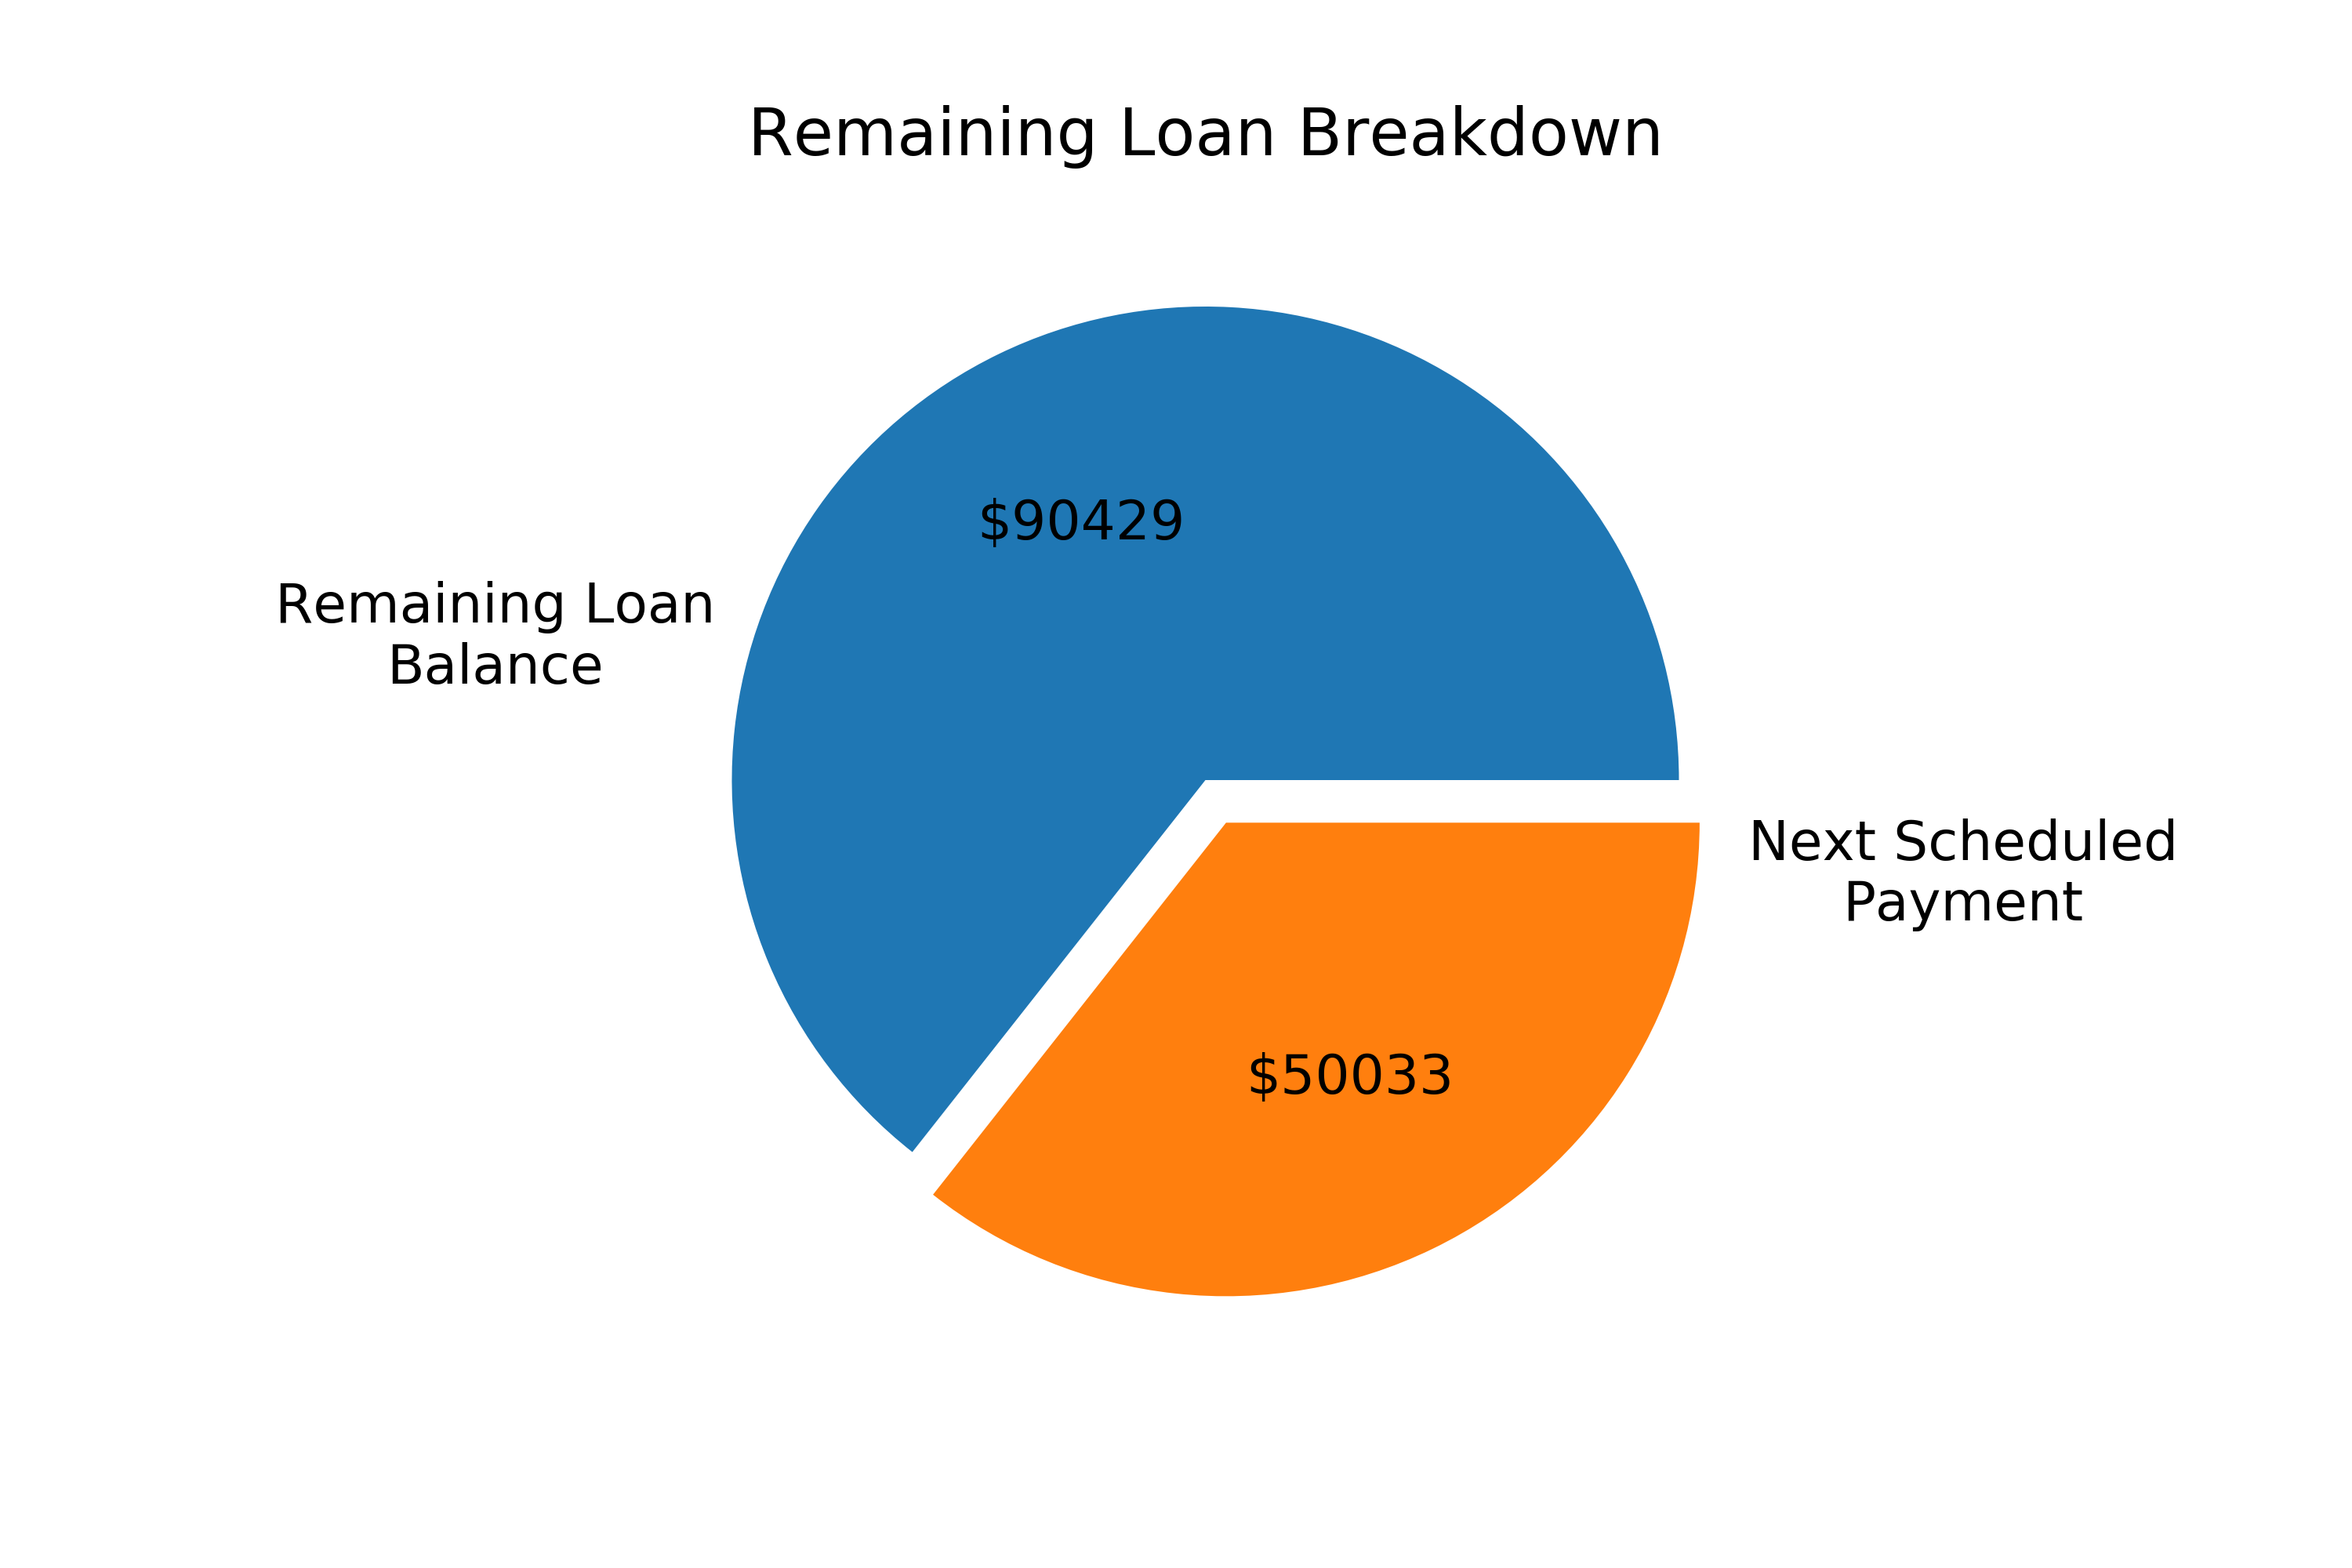 Remaining Loan Breakdown
$90429
Remaining Loan
Balance
Next Scheduled
Payment
$50033